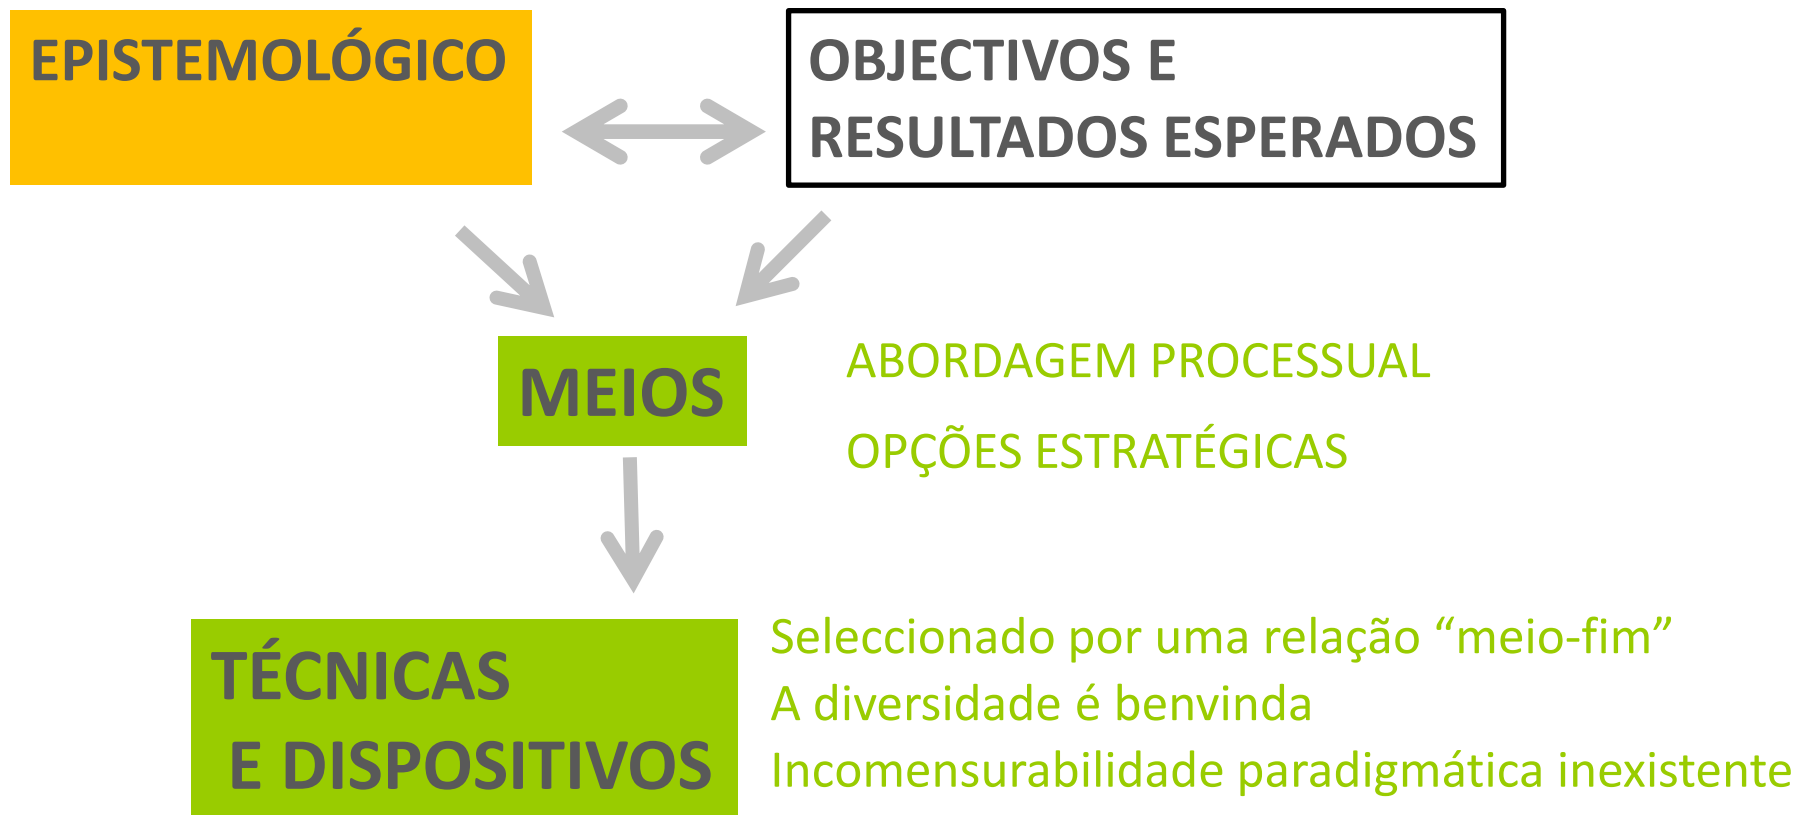 EPISTEMOLÓGICO
OBJECTIVOS E
RESULTADOS ESPERADOS
MEIOS
ABORDAGEM PROCESSUAL
OPÇÕES ESTRATÉGICAS
TÉCNICAS
E DISPOSITIVOS
Seleccionado por uma relação “meio-fim”
A diversidade é benvinda
Incomensurabilidade paradigmática inexistente